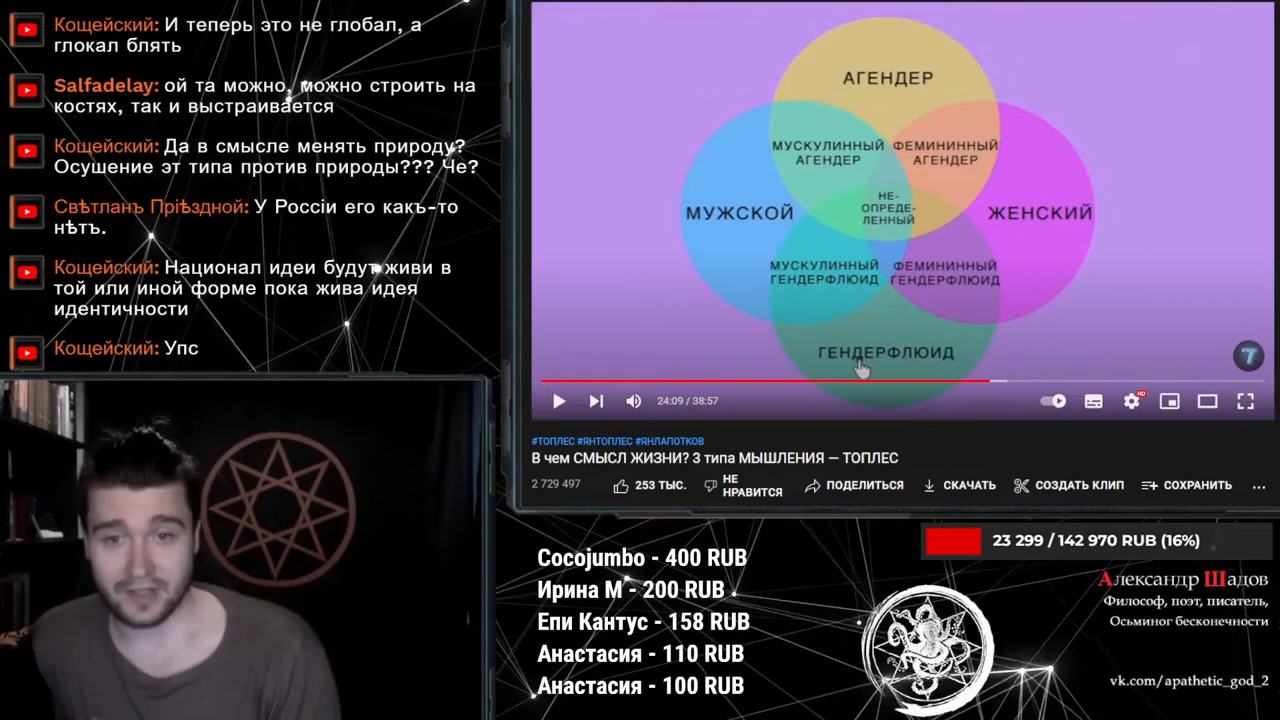 Кощейский: И теперь это не глобал, а
глокал блять
Salfadelay: ой та можно, можно строить на
костях, так и выстраивается
Кощейский: Да в смысле менять природу?
Осушение эт типа против природы??? Че?
Свѣтланъ Пріѣздной: У Россіи его какъ-то
нѣтъ.
Кощейский: Национал идеи будут живи в
той или иной форме пока жива идея
идентичности
Кощейский: Упс
АГЕНДЕР
МУСКУЛИННЫЙ
АГЕНДЕР
ФЕМИНИННЫЙ
АГЕНДЕР
МУЖСКОЙ
НЕ-
ОПРЕДЕ-
ЛЕННЫЙ
ЖЕНСКИЙ
МУСКУЛИННЫЙ
ГЕНДЕРФЛЮИД
ФЕМИНИННЫЙ
ГЕНДЕРФЛЮИД
ГЕНДЕРФЛЮИД
7
24:09 / 38:57
HD
#ТОПЛЕС #ЯНТОПЛЕС #ЯНЛАПОТКОВ
В чем СМЫСЛ ЖИЗНИ? 3 типа МЫШЛЕНИЯ — ТОПЛЕС
2 729 497
253 ТЫС.
НЕ
НРАВИТСЯ
ПОДЕЛИТЬСЯ
СКАЧАТЬ
СОЗДАТЬ КЛИП
СОХРАНИТЬ
...
23 299 / 142 970 RUB (16%)
Cocojumbo - 400 RUB
Ирина М - 200 RUB
Епи Кантус - 158 RUB
Анастасия - 110 RUB
Анастасия - 100 RUB
Александр Шадов
Философ, поэт, писатель,
Осьминог бесконечности
vk.com/apathetic_god_2